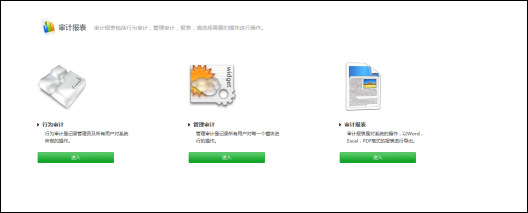 审计报表 审计报表包括行为审计，管理审计，报表，请选择需要的模块进行操作。
widget
行为审计
行为审计是记录管理员及所有用户对系统
所做的操作。
进入
管理审计
管理审计是记录所有用户对每一个模块进
行的操作。
进入
审计报表
审计报表是对系统的操作，以Word，
Excel，PDF格式的报表进行导出。
进入